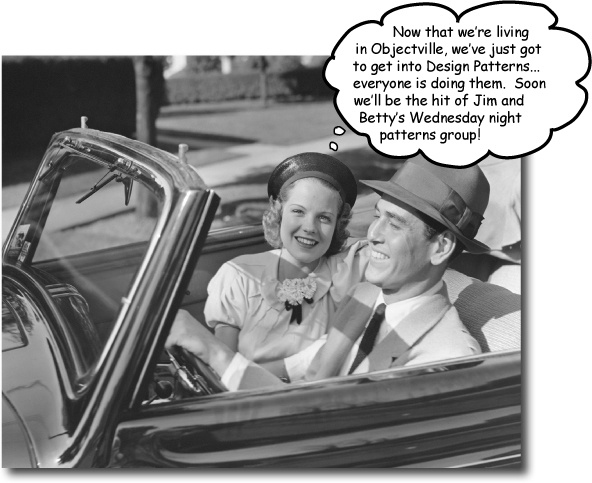 Now that we're living
in Objectville, we've just got
to get into Design Patterns...
everyone is doing them.  Soon
we'll be the hit of Jim and
Betty's Wednesday night
patterns group!